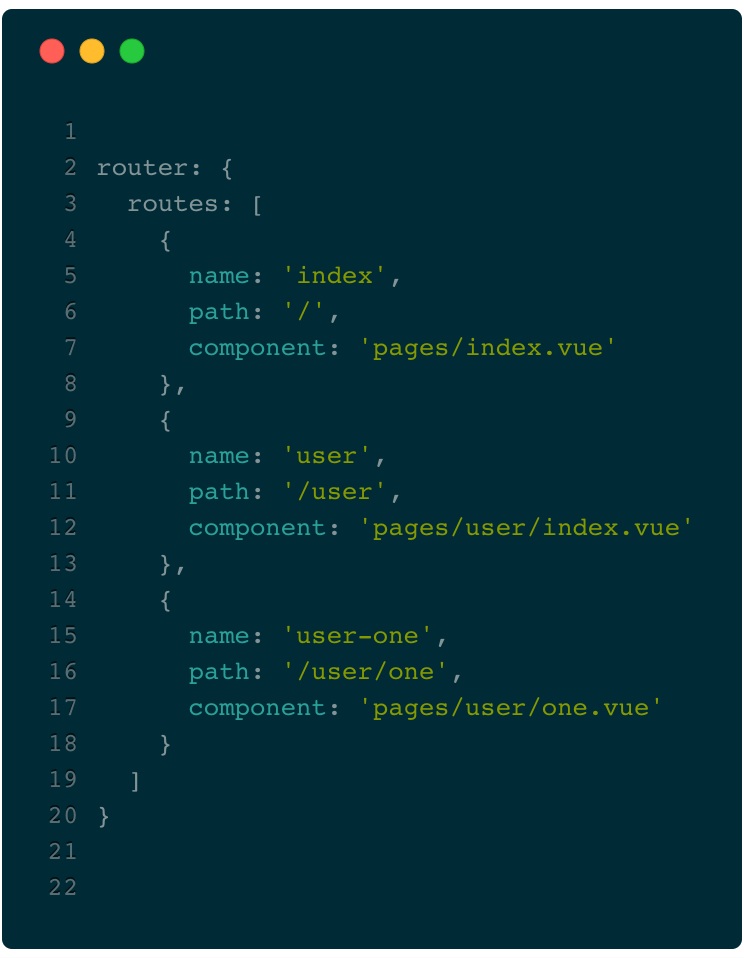 1
2 router: {
3   routes: [
4     {
5       name: 'index',
6       path: '/',
7       component: 'pages/index.vue'
8     },
9     {
10       name: 'user',
11       path: '/user',
12       component: 'pages/user/index.vue'
13     },
14     {
15       name: 'user-one',
16       path: '/user/one',
17       component: 'pages/user/one.vue'
18     }
19   ]
20 }
21
22